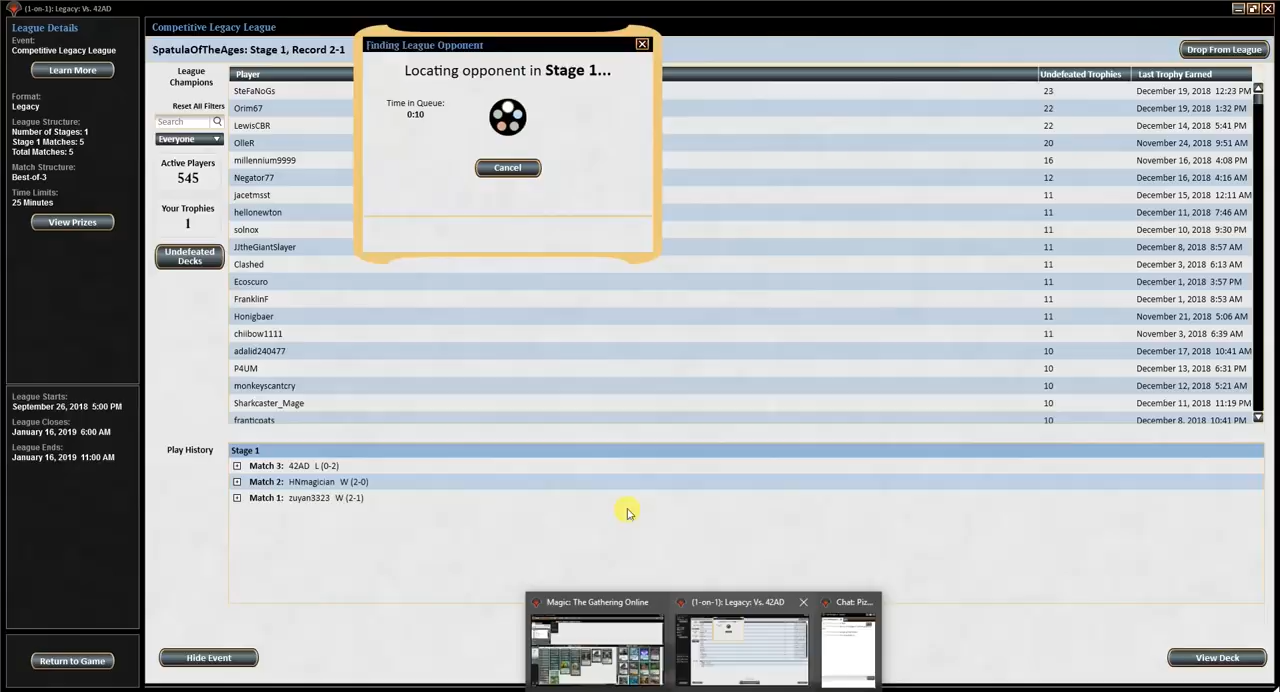 (1-on-1): Legacy: Vs. 42AD
League Details
Event:
Competitive Legacy League
Learn More
Format:
Legacy
League Structure:
Number of Stages: 1
Stage 1 Matches: 5
Total Matches: 5
Match Structure:
Best-of-3
Time Limits:
25 Minutes
View Prizes
League Starts:
September 26, 2018 5:00 PM
League Closes:
January 16, 2019 6:00 AM
League Ends:
January 16, 2019 11:00 AM
Return to Game
Competitive Legacy League
SpatulaOfTheAges: Stage 1, Record 2-1
Drop From League
League Champions
Reset All Filters
Search
Everyone
Active Players
545
Your Trophies
1
Undefeated Decks
Finding League Opponent
Locating opponent in Stage 1...
Time in Queue:
0:10
Cancel
Player Undefeated Trophies Last Trophy Earned
SteFaNoGs 23 December 19, 2018 12:23 PM
Orim67 22 December 19, 2018 1:32 PM
LewisCBR 22 December 14, 2018 5:41 PM
OlleR 20 November 24, 2018 9:51 AM
millennium9999 16 November 16, 2018 4:08 PM
Negator77 12 December 16, 2018 4:16 AM
jacetmsst 11 December 15, 2018 12:11 AM
hellonewton 11 December 11, 2018 7:46 AM
solnox 11 December 10, 2018 9:30 PM
JJtheGiantSlayer 11 December 8, 2018 8:57 AM
Clashed 11 December 3, 2018 6:13 AM
Ecoscuro 11 December 1, 2018 3:57 PM
FranklinF 11 December 1, 2018 8:53 AM
Honigbaer 11 November 21, 2018 5:06 AM
chiibow1111 11 November 3, 2018 6:39 AM
adalid240477 10 December 17, 2018 10:41 AM
P4UM 10 December 13, 2018 6:31 PM
monkeyscantcry 10 December 12, 2018 5:21 AM
Sharkcaster_Mage 10 December 11, 2018 11:19 PM
franticpats 10 December 8, 2018 10:41 PM
Play History
Stage 1
Match 3: 42AD L (0-2)
Match 2: HNmagician W (2-0)
Match 1: zuyan3323 W (2-1)
Magic: The Gathering Online
(1-on-1): Legacy: Vs. 42AD
Chat: Piz...
Hide Event
View Deck